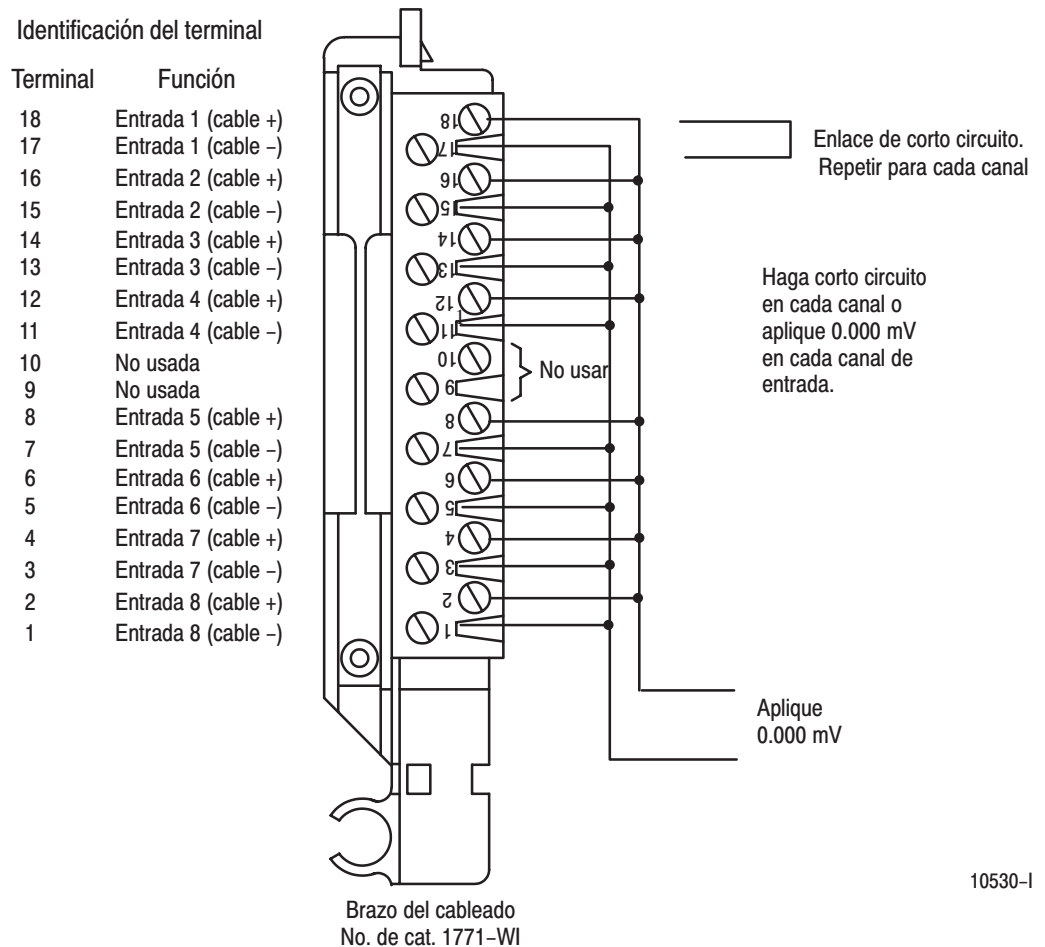 Identificación del terminal
Terminal Función
18 Entrada 1 (cable +)
17 Entrada 1 (cable –)
16 Entrada 2 (cable +)
15 Entrada 2 (cable –)
14 Entrada 3 (cable +)
13 Entrada 3 (cable –)
12 Entrada 4 (cable +)
11 Entrada 4 (cable –)
10 No usada
9 No usada
8 Entrada 5 (cable +)
7 Entrada 5 (cable –)
6 Entrada 6 (cable +)
5 Entrada 6 (cable –)
4 Entrada 7 (cable +)
3 Entrada 7 (cable –)
2 Entrada 8 (cable +)
1 Entrada 8 (cable –)
18
17
16
15
14
13
12
11
10
9
8
7
6
5
4
3
2
1
No usar
Enlace de corto circuito.
Repetir para cada canal
Haga corto circuito
en cada canal o
aplique 0.000 mV
en cada canal de
entrada.
Aplique
0.000 mV
Brazo del cableado
No. de cat. 1771–WI
10530–I